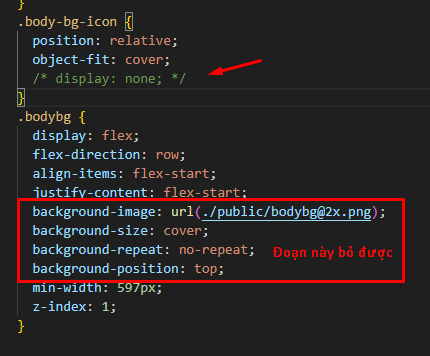 }
.body-bg-icon {
position: relative;
object-fit: cover;
/* display: none; */
}
.bodybg {
display: flex;
flex-direction: row;
align-items: flex-start;
justify-content: flex-start;
background-image: url(./public/bodybg@2x.png);
background-size: cover;
background-repeat: no-repeat;
Đoạn này bỏ được
background-position: top;
min-width: 597px;
z-index: 1;
}